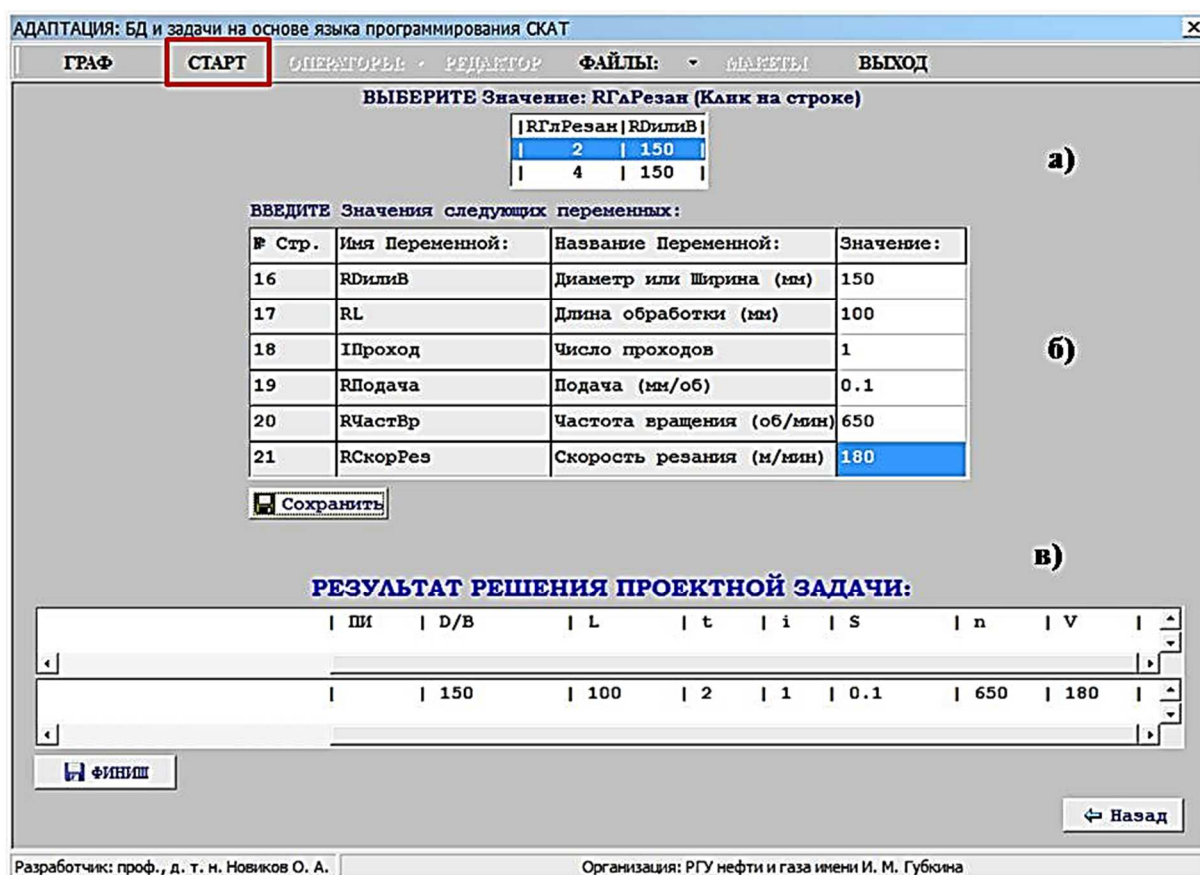 АДАПТАЦИЯ: БД и задачи на основе языка программирования СКАТ
ГРАФ СТАРТ ОПЕРАТОРЫ: РЕДАКТОР ФАЙЛЫ: МАКЕТЫ ВЫХОД
ВЫБЕРИТЕ Значение: RГлРезан (Клик на строке)
|RГлРезан|RDилиВ|
| 2 | 150 |
| 4 | 150 |
а)
ВВЕДИТЕ Значения следующих переменных:
№ Стр. Имя Переменной: Название Переменной: Значение:
16 RDилиВ Диаметр или Ширина (мм) 150
17 RL Длина обработки (мм) 100
18 IПроход Число проходов 1
19 RПодача Подача (мм/об) 0.1
20 RЧастВр Частота вращения (об/мин) 650
21 RСкорРез Скорость резания (м/мин) 180
б)
Сохранить
в)
РЕЗУЛЬТАТ РЕШЕНИЯ ПРОЕКТНОЙ ЗАДАЧИ:
| ПИ | D/B | L | t | i | S | n | V |
| | 150 | 100 | 2 | 1 | 0.1 | 650 | 180 |
ФИНИШ
Назад
Разработчик: проф., д. т. н. Новиков О. А. Организация: РГУ нефти и газа имени И. М. Губкина